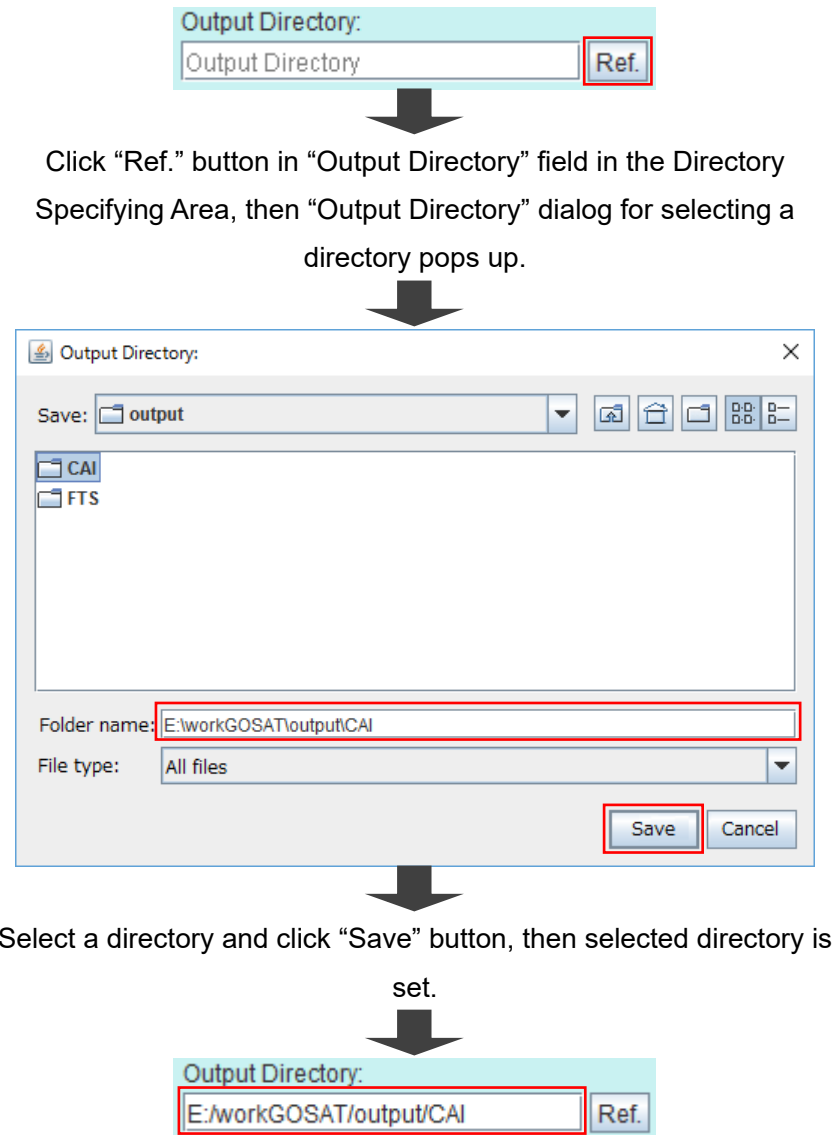 Output Directory:
Output Directory Ref.
Click “Ref.” button in “Output Directory” field in the Directory
Specifying Area, then “Output Directory” dialog for selecting a
directory pops up.
Output Directory:
Save: output
CAI
FTS
Folder name: E:\workGOSAT\output\CAI
File type: All files
Save Cancel
Select a directory and click “Save” button, then selected directory is
set.
Output Directory:
E:/workGOSAT/output/CAI Ref.